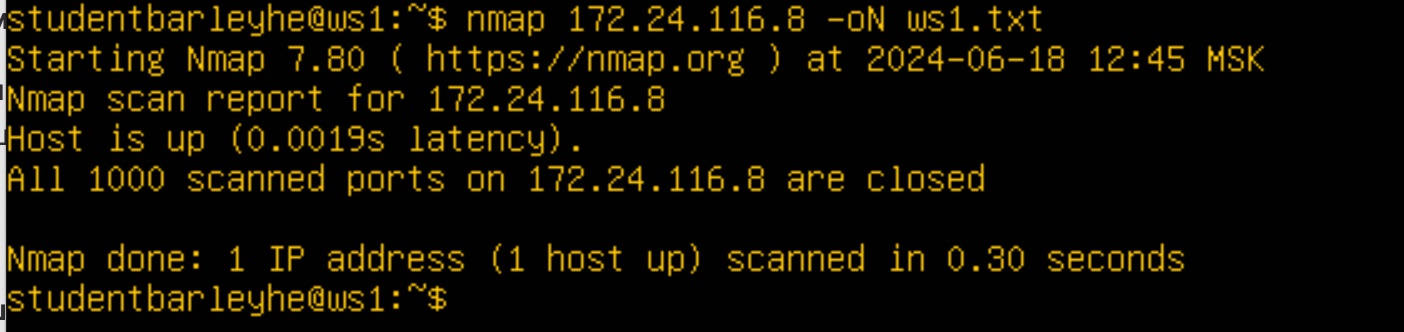 studentbarleyhe@ws1:~$ nmap 172.24.116.8 -oN ws1.txt
Starting Nmap 7.80 ( https://nmap.org ) at 2024-06-18 12:45 MSK
Nmap scan report for 172.24.116.8
Host is up (0.0019s latency).
All 1000 scanned ports on 172.24.116.8 are closed
Nmap done: 1 IP address (1 host up) scanned in 0.30 seconds
studentbarleyhe@ws1:~$